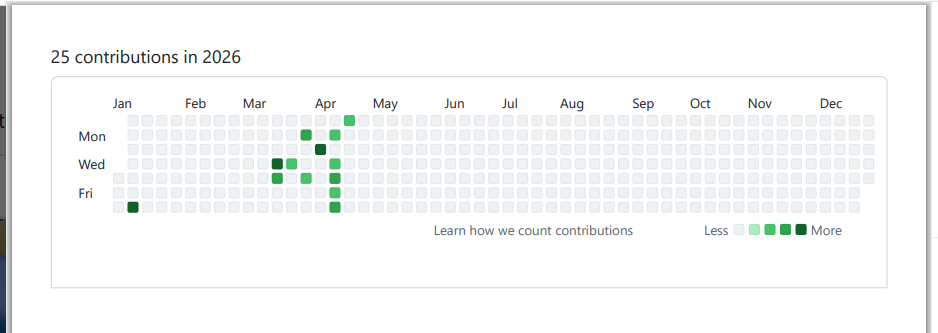 25 contributions in 2026
Jan Feb Mar Apr May Jun Jul Aug Sep Oct Nov Dec
Mon
Wed
Fri
Learn how we count contributions Less More